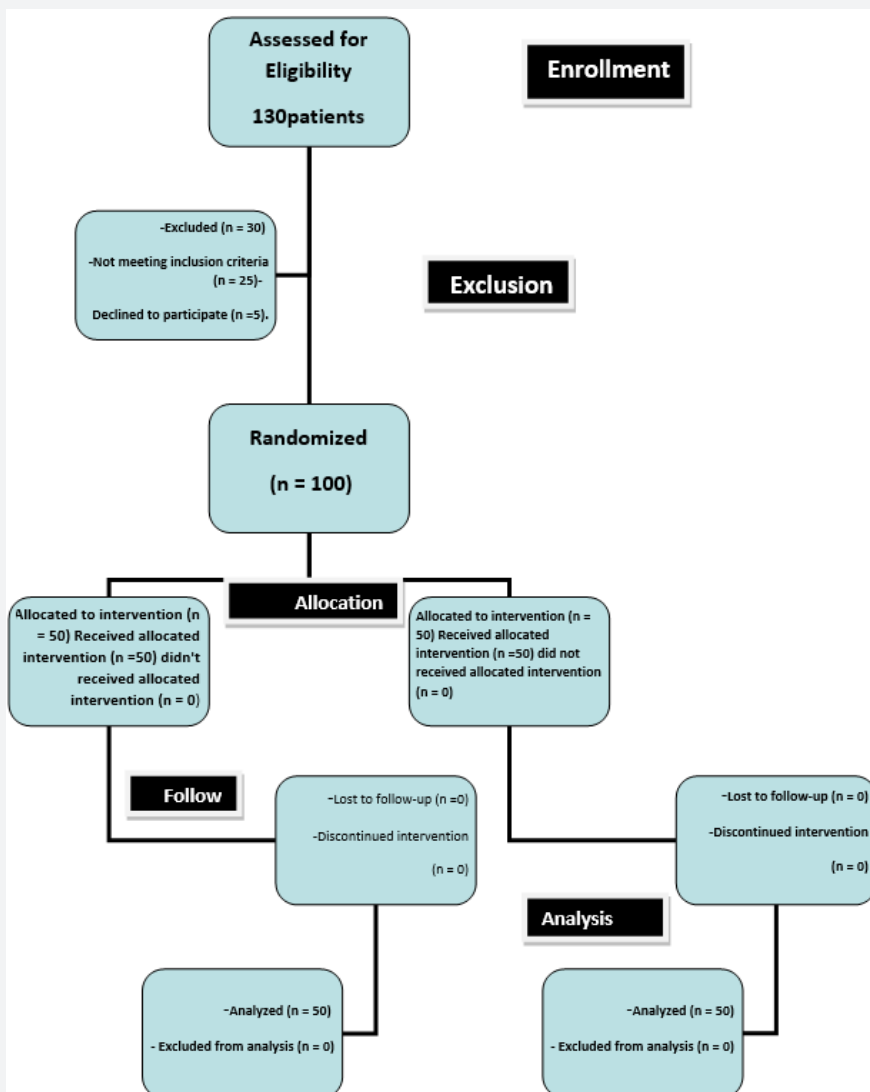 Assessed for
Eligibility
130patients
Enrollment
-Excluded (n = 30)
-Not meeting inclusion criteria
(n = 25)-
Declined to participate (n =5).
Exclusion
Randomized
(n = 100)
Allocation
Allocated to intervention (n
= 50) Received allocated
intervention (n =50) didn't
received allocated
intervention (n = 0)
Allocated to intervention (n =
50) Received allocated
intervention (n =50) did not
received allocated intervention
(n = 0)
Follow
-Lost to follow-up (n =0)
-Discontinued intervention
(n = 0)
-Lost to follow-up (n = 0)
-Discontinued intervention
(n = 0)
Analysis
-Analyzed (n = 50)
- Excluded from analysis (n = 0)
-Analyzed (n = 50)
- Excluded from analysis (n = 0)